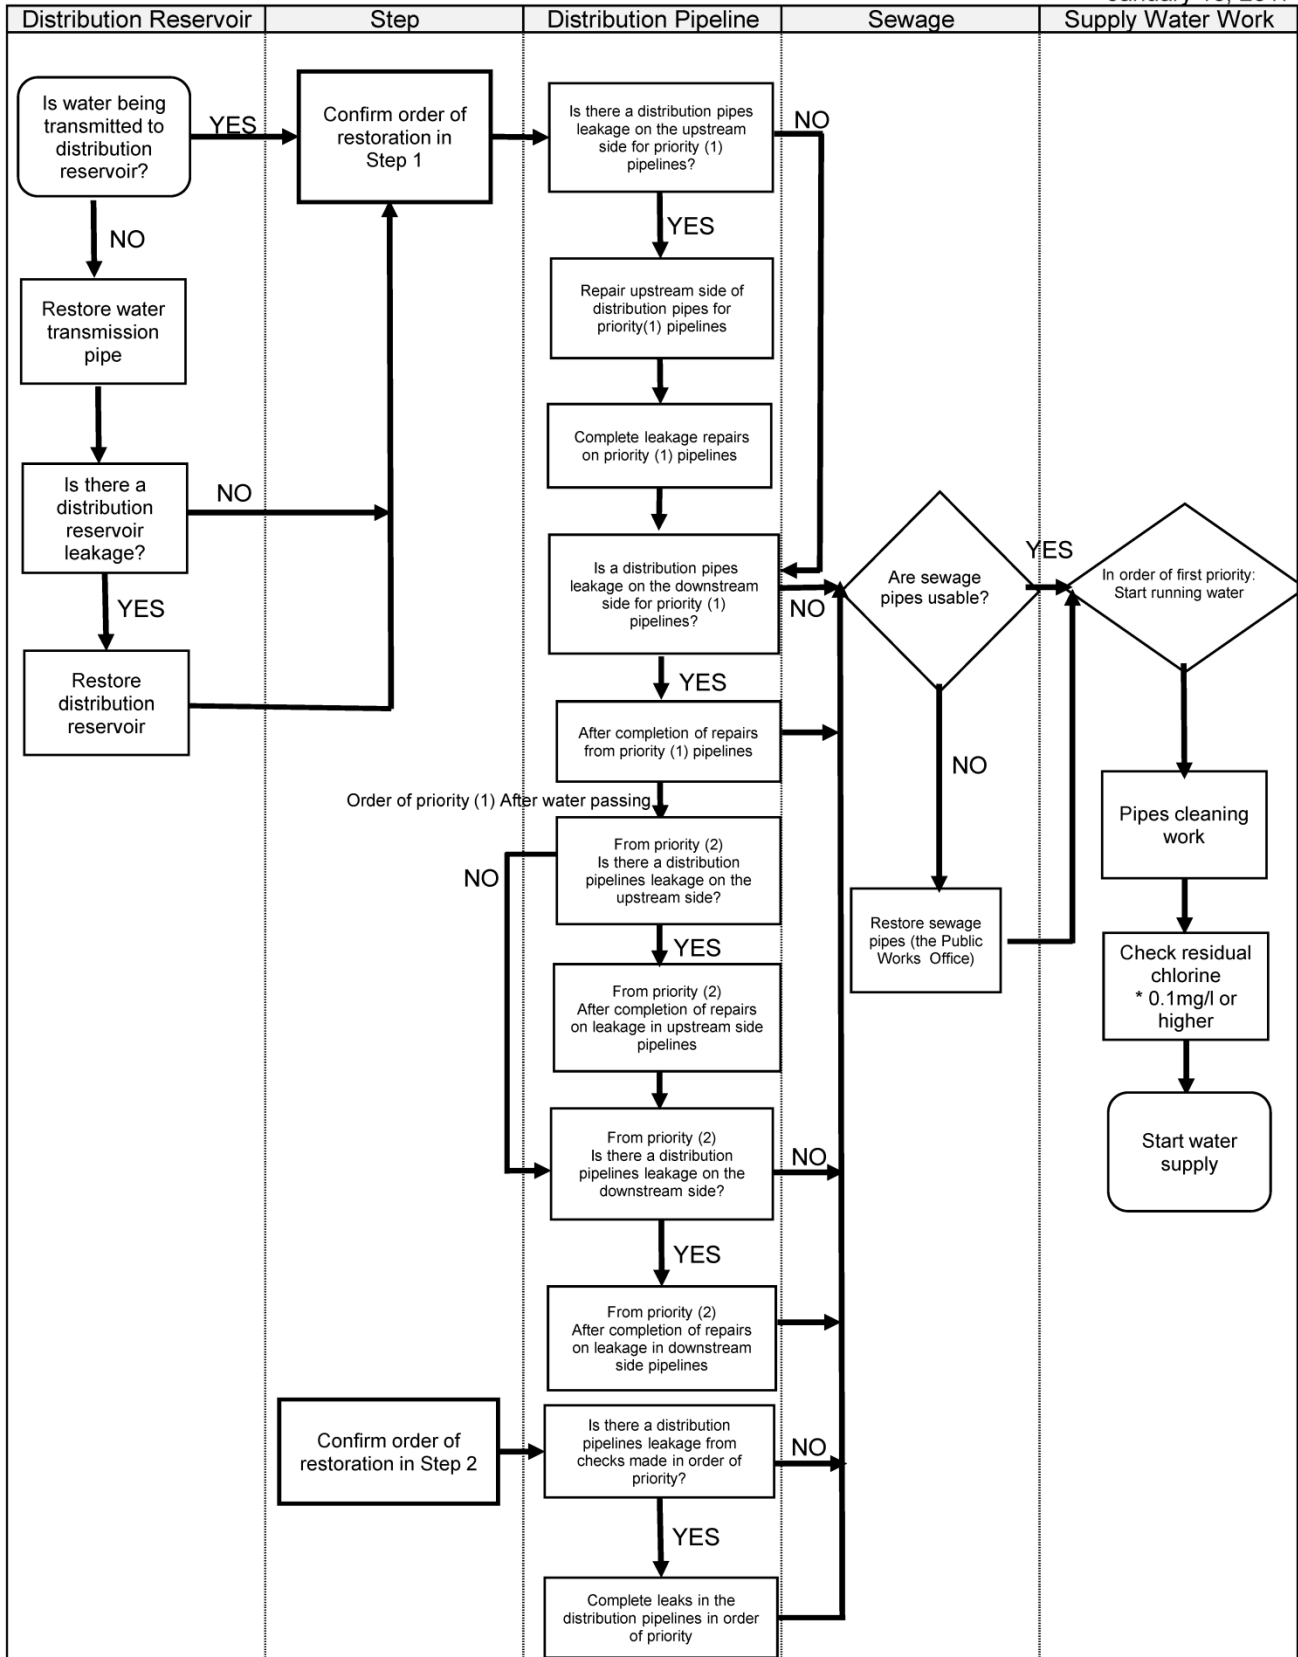 Distribution Reservoir
Step
Distribution Pipeline
Sewage
Supply Water Work
Is water being
transmitted to
distribution
reservoir?
YES
NO
Restore water
transmission
pipe
Is there a
distribution
reservoir
leakage?
NO
YES
Restore
distribution
reservoir
Confirm order of
restoration in
Step 1
Is there a distribution pipes
leakage on the upstream
side for priority (1)
pipelines?
NO
YES
Repair upstream side of
distribution pipes for
priority(1) pipelines
Complete leakage repairs
on priority (1) pipelines
Is a distribution pipes
leakage on the downstream
side for priority (1)
pipelines?
NO
YES
After completion of repairs
from priority (1) pipelines
Order of priority (1) After water passing
From priority (2)
Is there a distribution
pipelines leakage on the
upstream side?
NO
YES
From priority (2)
After completion of repairs
on leakage in upstream side
pipelines
From priority (2)
Is there a distribution
pipelines leakage on the
downstream side?
NO
YES
From priority (2)
After completion of repairs
on leakage in downstream
side pipelines
Confirm order of
restoration in Step 2
Is there a distribution
pipelines leakage from
checks made in order of
priority?
NO
YES
Complete leaks in the
distribution pipelines in order
of priority
Are sewage
pipes usable?
YES
NO
Restore sewage
pipes (the Public
Works Office)
In order of first priority:
Start running water
Pipes cleaning
work
Check residual
chlorine
* 0.1mg/l or
higher
Start water
supply